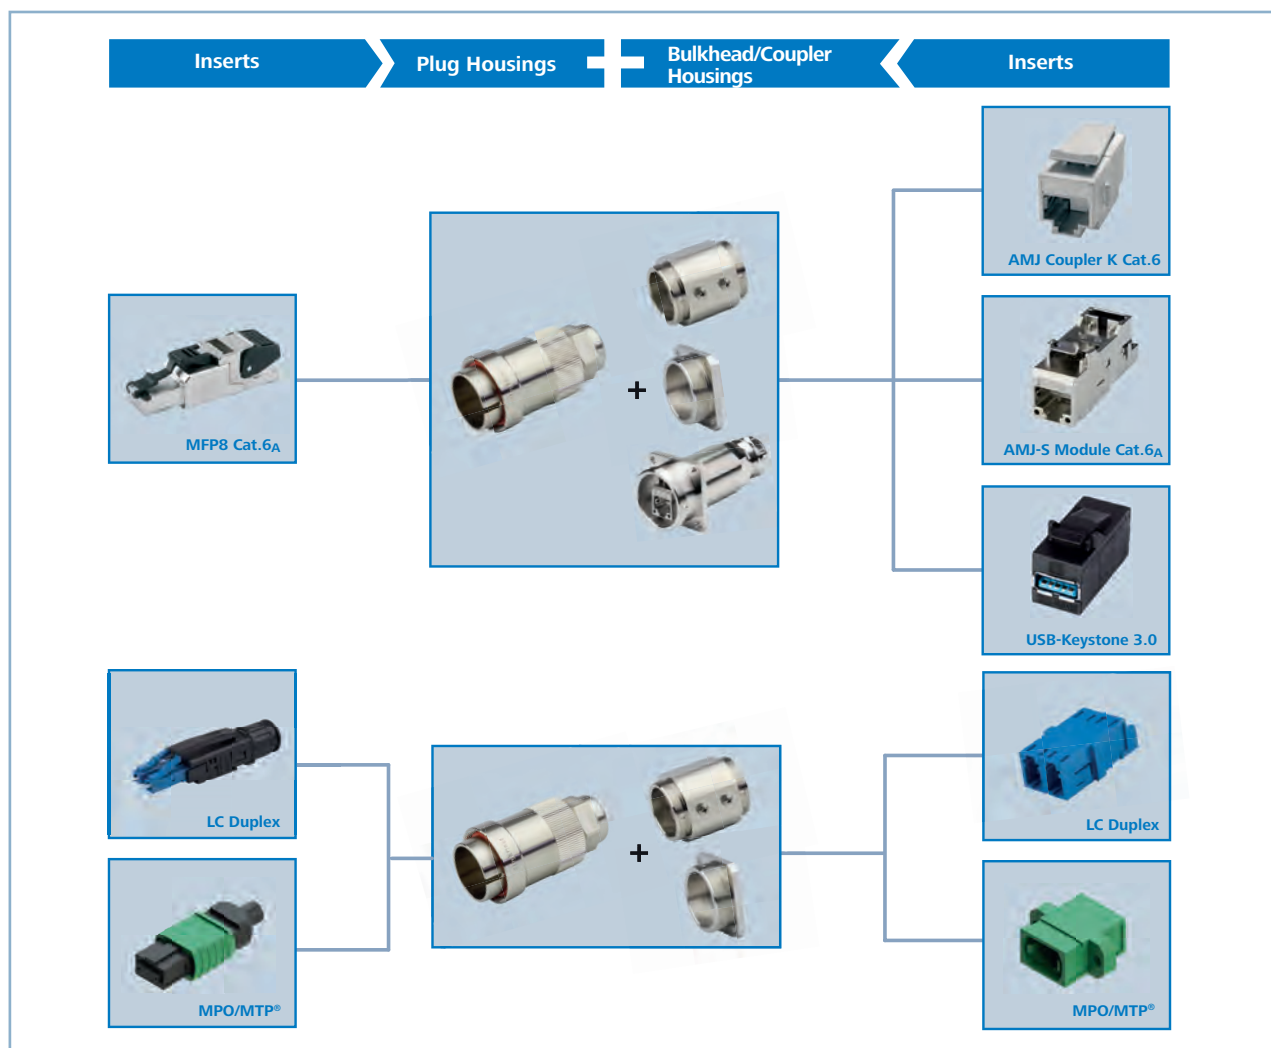 Inserts
Plug Housings
Bulkhead/Coupler
Housings
Inserts
AMJ Coupler K Cat.6
MFP8 Cat.6A
+
AMJ-S Module Cat.6A
USB-Keystone 3.0
LC Duplex
+
LC Duplex
MPO/MTP®
MPO/MTP®